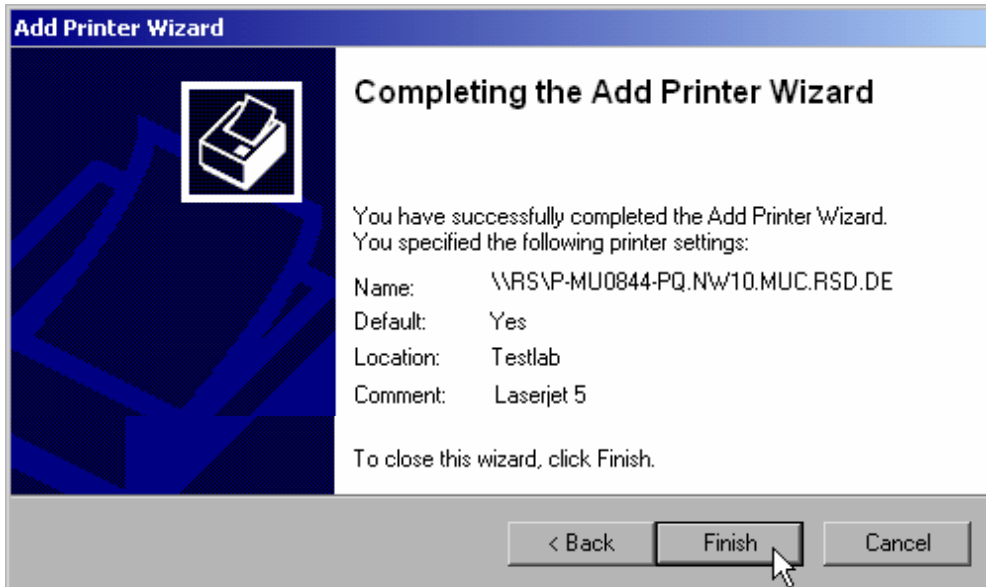 Add Printer Wizard
Completing the Add Printer Wizard
You have successfully completed the Add Printer Wizard.
You specified the following printer settings:
Name: \\RS\P-MU0844-PQ.NW10.MUC.RSD.DE
Default: Yes
Location: Testlab
Comment: Laserjet 5
To close this wizard, click Finish.
< Back Finish Cancel